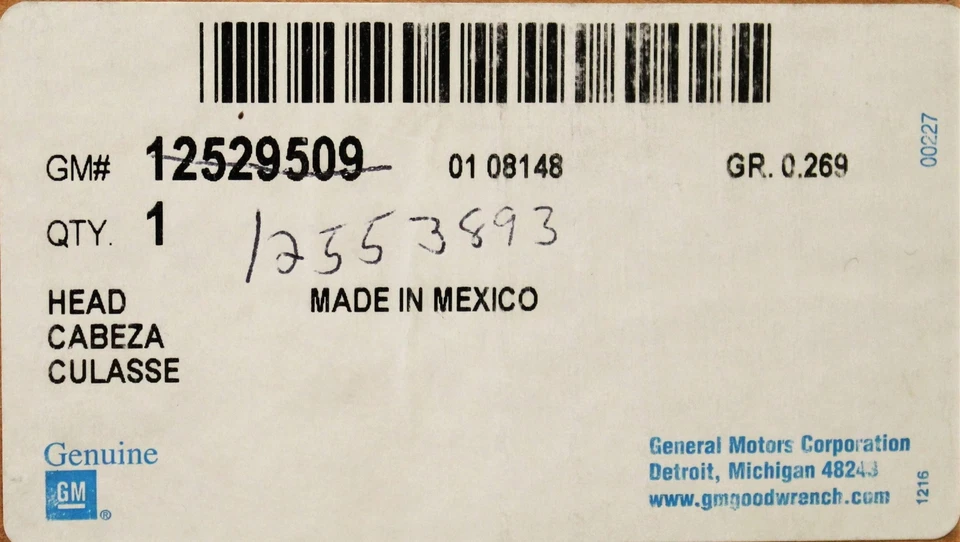 GM# 12529509 01 08148 GR. 0.269
00227
QTY. 1
12553893
HEAD MADE IN MEXICO
CABEZA
CULASSE
Genuine
GM®
General Motors Corporation
Detroit, Michigan 48243
www.gmgoodwrench.com
1216